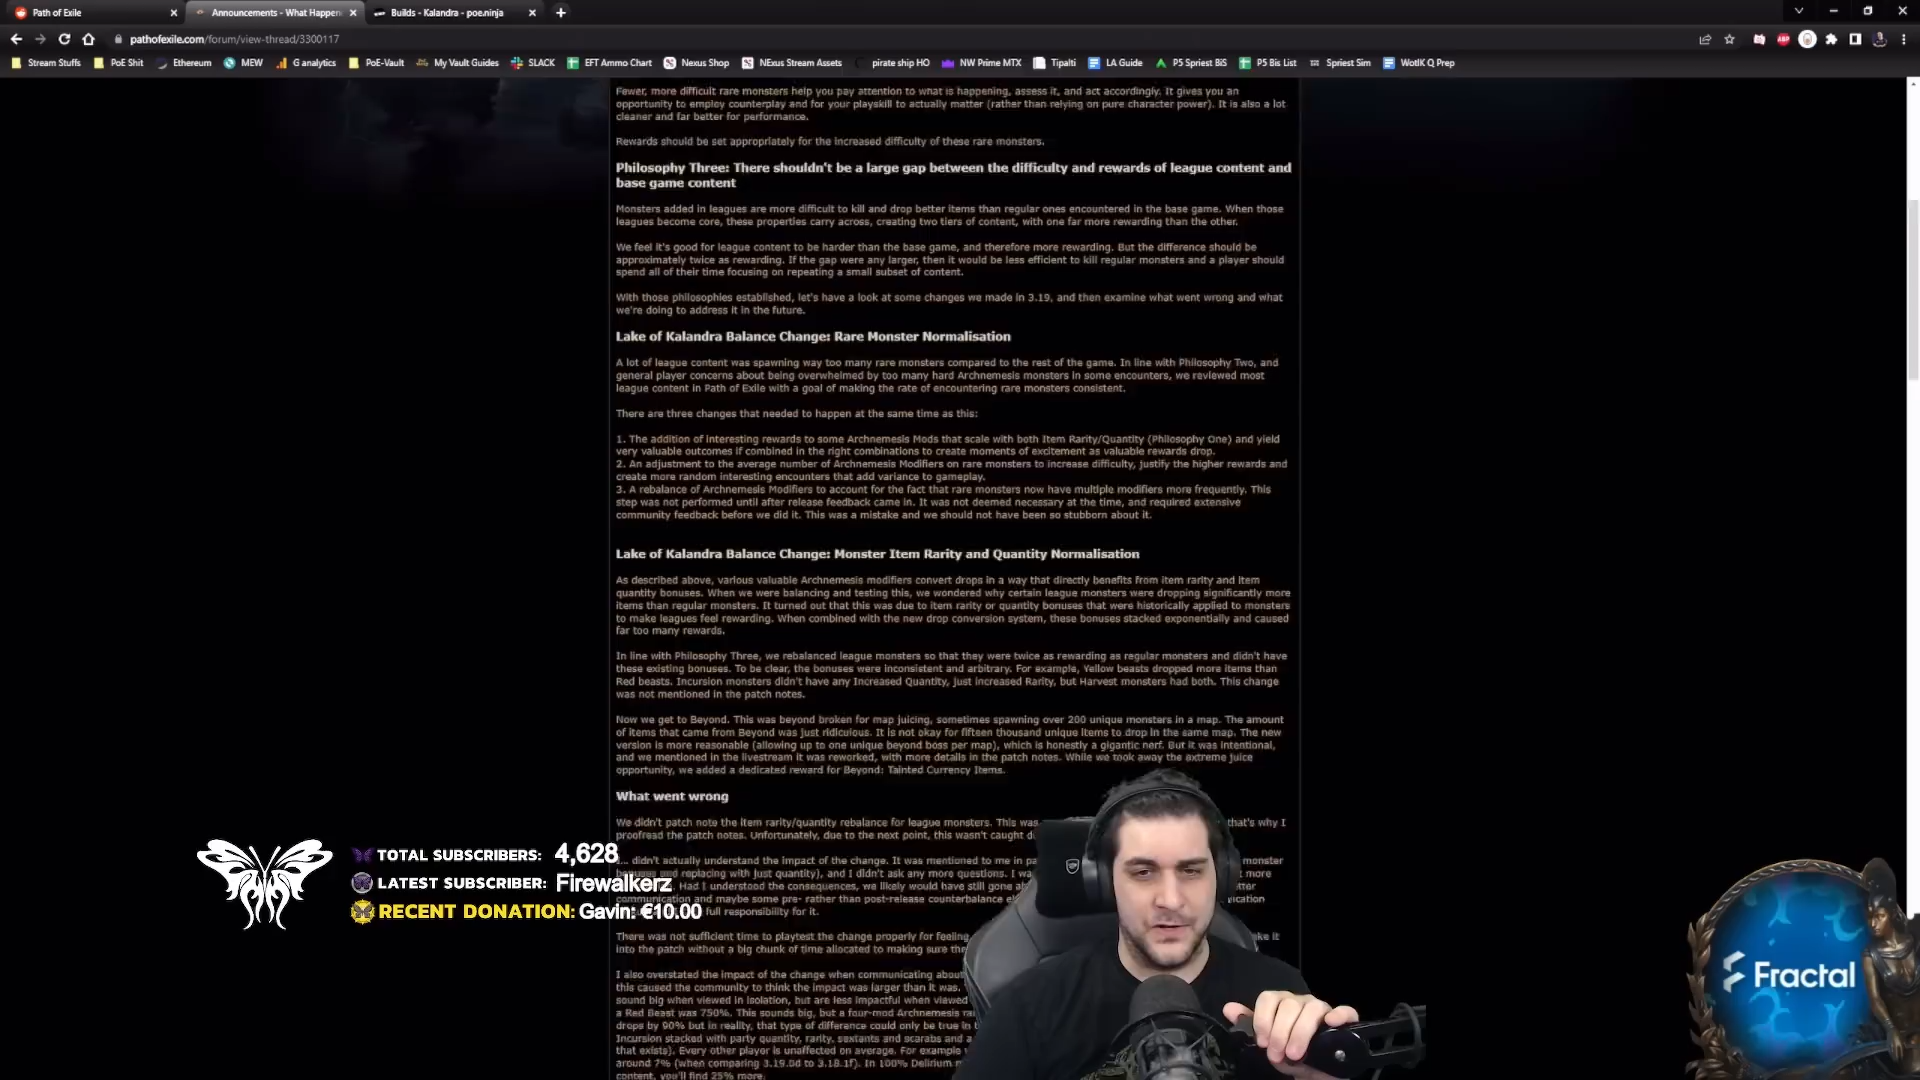 Path of Exile
Announcements - What Happen
Builds - Kalandra - poe.ninja
pathofexile.com/forum/view-thread/3300117
Stream Stuffs
PoE Shit
Ethereum
MEW
G analytics
PoE-Vault
My Vault Guides
SLACK
EFT Ammo Chart
Nexus Shop
NExus Stream Assets
pirate ship HO
NW Prime MTX
Tipalti
LA Guide
P5 Spriest BiS
P5 Bis List
Spriest Sim
WotlK Q Prep
Fewer, more difficult rare monsters help you pay attention to what is happening, assess it, and act accordingly. It gives you an
opportunity to employ counterplay and for your playskill to actually matter (rather than relying on pure character power). It is also a lot
cleaner and far better for performance.
Rewards should be set appropriately for the increased difficulty of these rare monsters.
Philosophy Three: There shouldn't be a large gap between the difficulty and rewards of league content and
base game content
Monsters added in leagues are more difficult to kill and drop better items than regular ones encountered in the base game. When those
leagues become core, these properties carry across, creating two tiers of content, with one far more rewarding than the other.
We feel it's good for league content to be harder than the base game, and therefore more rewarding. But the difference should be
approximately twice as rewarding. If the gap were any larger, then it would be less efficient to kill regular monsters and a player should
spend all of their time focusing on repeating a small subset of content.
With those philosophies established, let's have a look at some changes we made in 3.19, and then examine what went wrong and what
we're doing to address it in the future.
Lake of Kalandra Balance Change: Rare Monster Normalisation
A lot of league content was spawning way too many rare monsters compared to the rest of the game. In line with Philosophy Two, and
general player concerns about being overwhelmed by too many hard Archnemesis monsters in some encounters, we reviewed most
league content in Path of Exile with a goal of making the rate of encountering rare monsters consistent.
There are three changes that needed to happen at the same time as this:
1. The addition of interesting rewards to some Archnemesis Mods that scale with both Item Rarity/Quantity (Philosophy One) and yield
very valuable outcomes if combined in the right combinations to create moments of excitement as valuable rewards drop.
2. An adjustment to the average number of Archnemesis Modifiers on rare monsters to increase difficulty, justify the higher rewards and
create more random interesting encounters that add variance to gameplay.
3. A rebalance of Archnemesis Modifiers to account for the fact that rare monsters now have multiple modifiers more frequently. This
step was not performed until after release feedback came in. It was not deemed necessary at the time, and required extensive
community feedback before we did it. This was a mistake and we should not have been so stubborn about it.
Lake of Kalandra Balance Change: Monster Item Rarity and Quantity Normalisation
As described above, various valuable Archnemesis modifiers convert drops in a way that directly benefits from item rarity and item
quantity bonuses. When we were balancing and testing this, we wondered why certain league monsters were dropping significantly more
items than regular monsters. It turned out that this was due to item rarity or quantity bonuses that were historically applied to monsters
to make leagues feel rewarding. When combined with the new drop conversion system, these bonuses stacked exponentially and caused
far too many rewards.
In line with Philosophy Three, we rebalanced league monsters so that they were twice as rewarding as regular monsters and didn't have
these existing bonuses. To be clear, the bonuses were inconsistent and arbitrary. For example, Yellow beasts dropped more items than
Red beasts. Incursion monsters didn't have any Increased Quantity, just increased Rarity, but Harvest monsters had both. This change
was not mentioned in the patch notes.
Now we get to Beyond. This was beyond broken for map juicing, sometimes spawning over 200 unique monsters in a map. The amount
of items that came from Beyond was just ridiculous. It is not okay for fifteen thousand unique items to drop in the same map. The new
version is more reasonable (allowing up to one unique beyond boss per map), which is honestly a gigantic nerf. But it was intentional,
and we mentioned in the livestream it was reworked, with more details in the patch notes. While we took away the extreme juice
opportunity, we added a dedicated reward for Beyond: Tainted Currency Items.
What went wrong
We didn't patch note the item rarity/quantity rebalance for league monsters. This was that's why I
proofread the patch notes. Unfortunately, due to the next point, this wasn't caught
didn't actually understand the impact of the change. It was mentioned to me in monster
and replacing with just quantity), and I didn't ask any more questions. I more
Had I understood the consequences, we likely would have still gone
communication and maybe some pre- rather than post-release counterbalance
full responsibility for it.
There was not sufficient time to playtest the change properly for feeling it
into the patch without a big chunk of time allocated to making sure
I also overstated the impact of the change when communicating about
this caused the community to think the impact was larger than it was.
sound big when viewed in isolation, but are less impactful when viewed
a Red Beast was 750%. This sounds big, but a four-mod Archnemesis
drops by 90% but in reality, that type of difference could only be true in
Incursion stacked with party quantity, rarity, sextants and scarabs and a
that exists). Every other player is unaffected on average. For example
around 7% (when comparing 3.19.0d to 3.18.1f). In 100% Delirium
content, you'll find 25% more.
TOTAL SUBSCRIBERS: 4,628
LATEST SUBSCRIBER: Firewalkerz
RECENT DONATION: Gavin: €10.00
Fractal